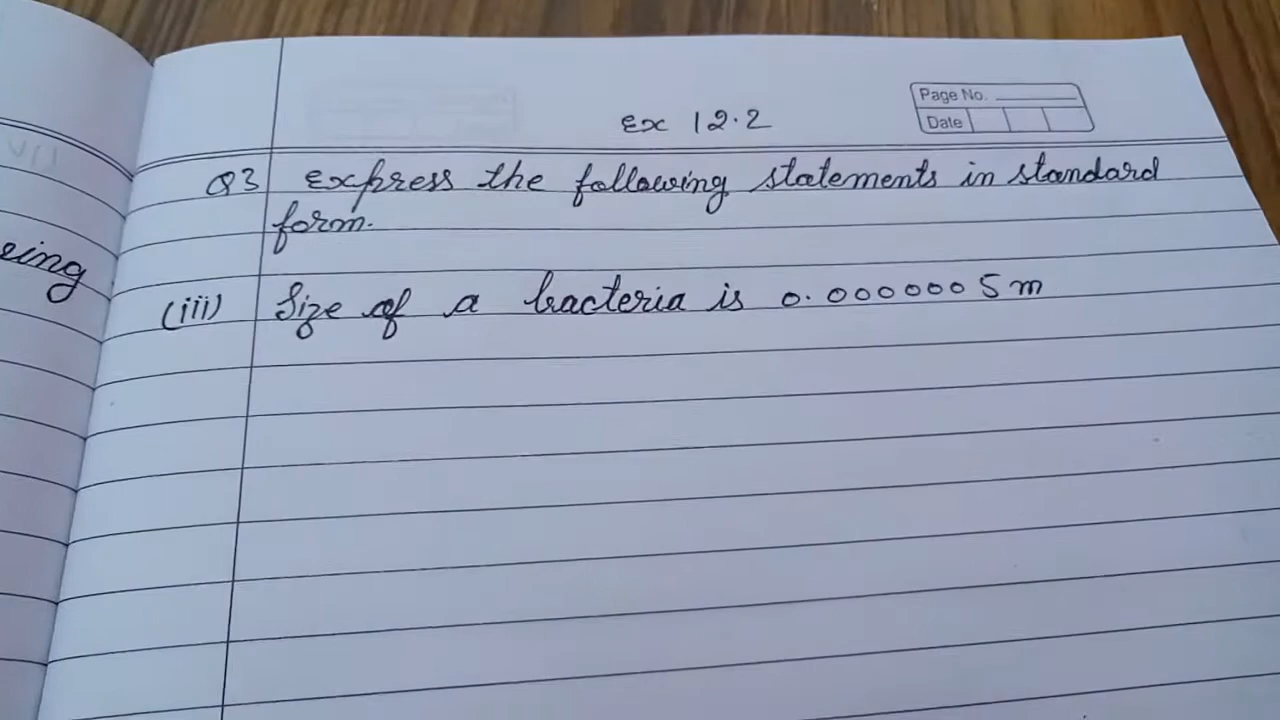 Page No.
Date
Ex 12.2
Q3 Express the following statements in standard
form.
eing
(iii) Size of a bacteria is 0.0000005 m